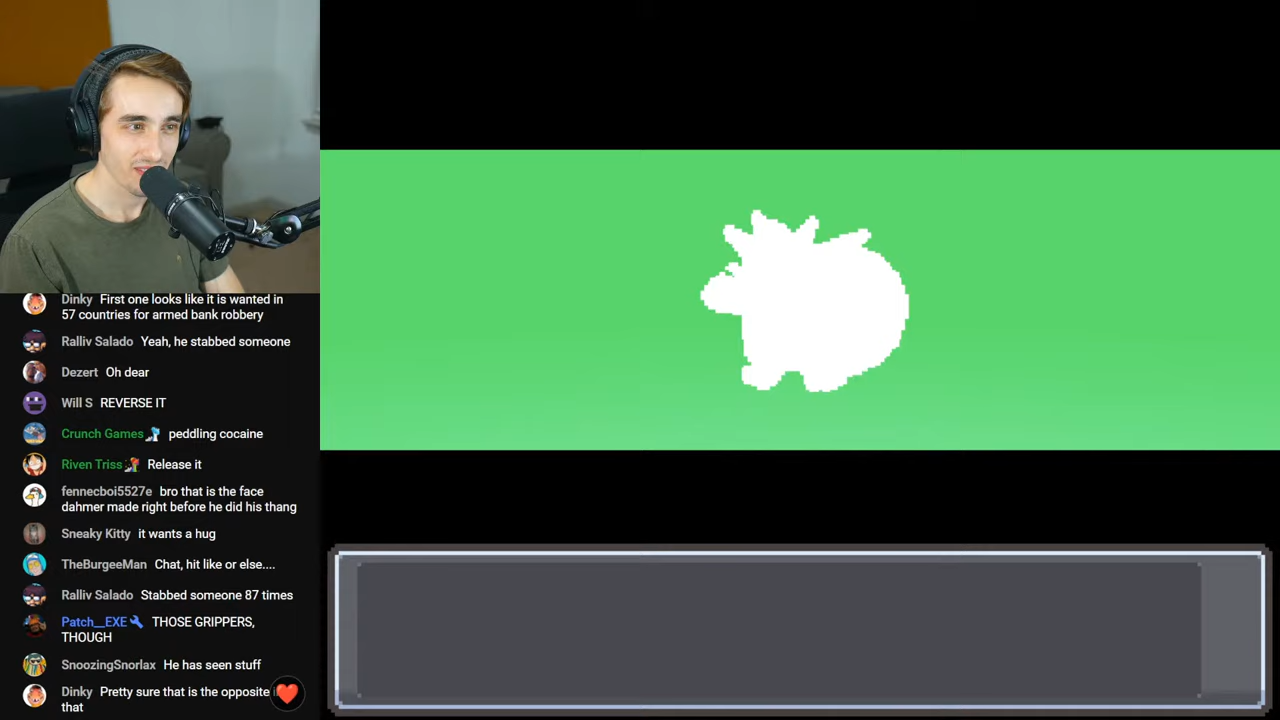 Dinky First one looks like it is wanted in
57 countries for armed bank robbery
Ralliv Salado Yeah, he stabbed someone
Dezert Oh dear
Will S REVERSE IT
Crunch Games peddling cocaine
Riven Triss Release it
fennecboi5527e bro that is the face
dahmer made right before he did his thang
Sneaky Kitty it wants a hug
TheBurgeeMan Chat, hit like or else....
Ralliv Salado Stabbed someone 87 times
Patch__EXE THOSE GRIPPERS,
THOUGH
SnoozingSnorlax He has seen stuff
Dinky Pretty sure that is the opposite
that